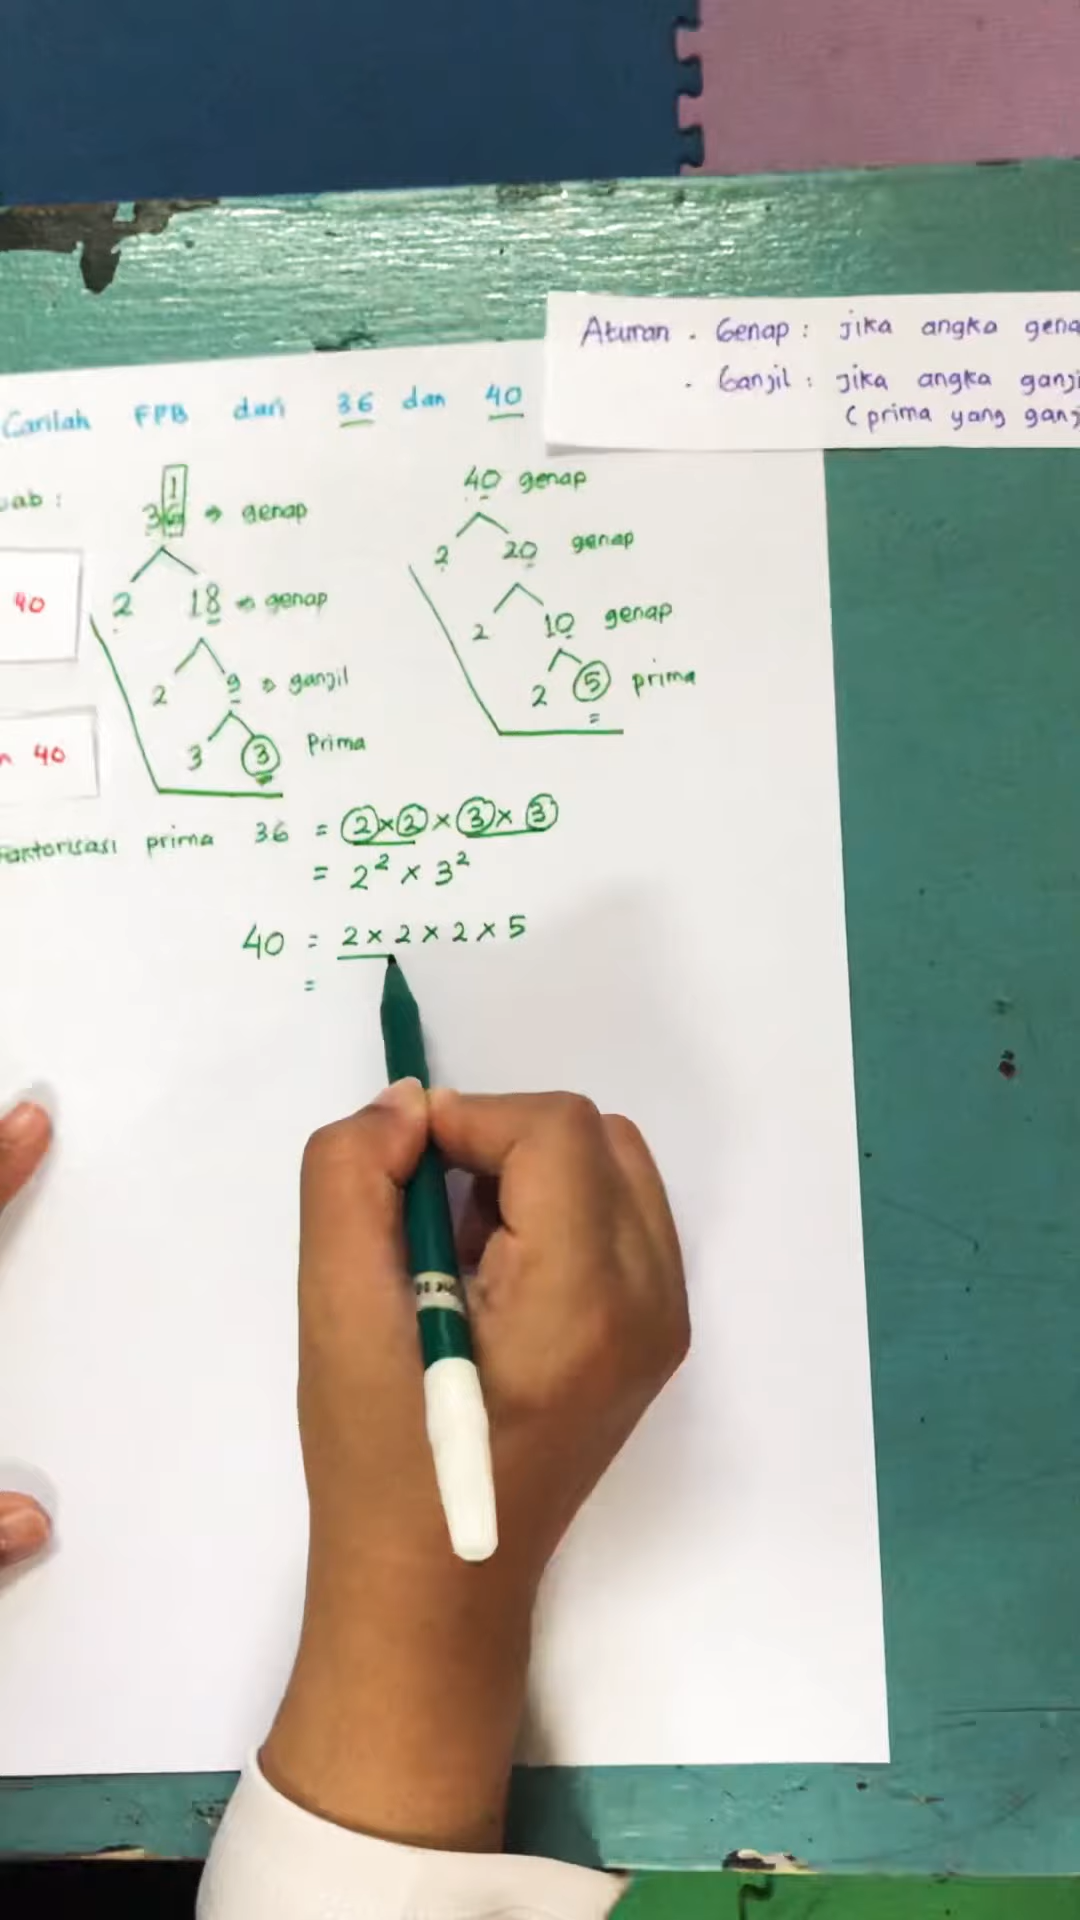 Aturan . Genap : jika angka gena
. Ganjil : jika angka ganji
( prima yang ganj
Carilah FPB dari 36 dan 40
ab :
1
36 → genap
2 18 → genap
2 9 → ganjil
3 3 Prima
40 genap
2 20 genap
2 10 genap
2 5 prima
=
40
n 40
Faktorisasi prima 36 = 2 × 2 × 3 × 3
= 2² × 3²
40 = 2 × 2 × 2 × 5
=